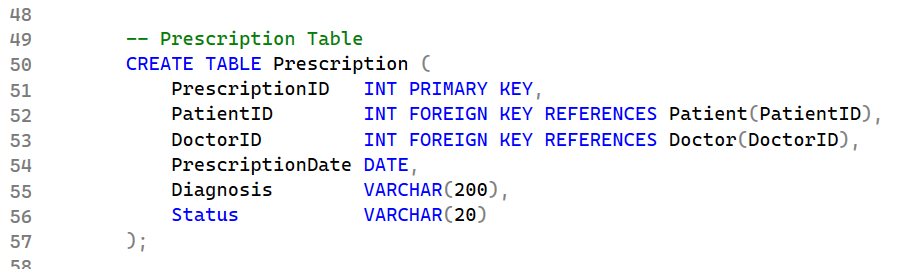 48
49 -- Prescription Table
50 CREATE TABLE Prescription (
51 PrescriptionID INT PRIMARY KEY,
52 PatientID INT FOREIGN KEY REFERENCES Patient(PatientID),
53 DoctorID INT FOREIGN KEY REFERENCES Doctor(DoctorID),
54 PrescriptionDate DATE,
55 Diagnosis VARCHAR(200),
56 Status VARCHAR(20)
57 );
58